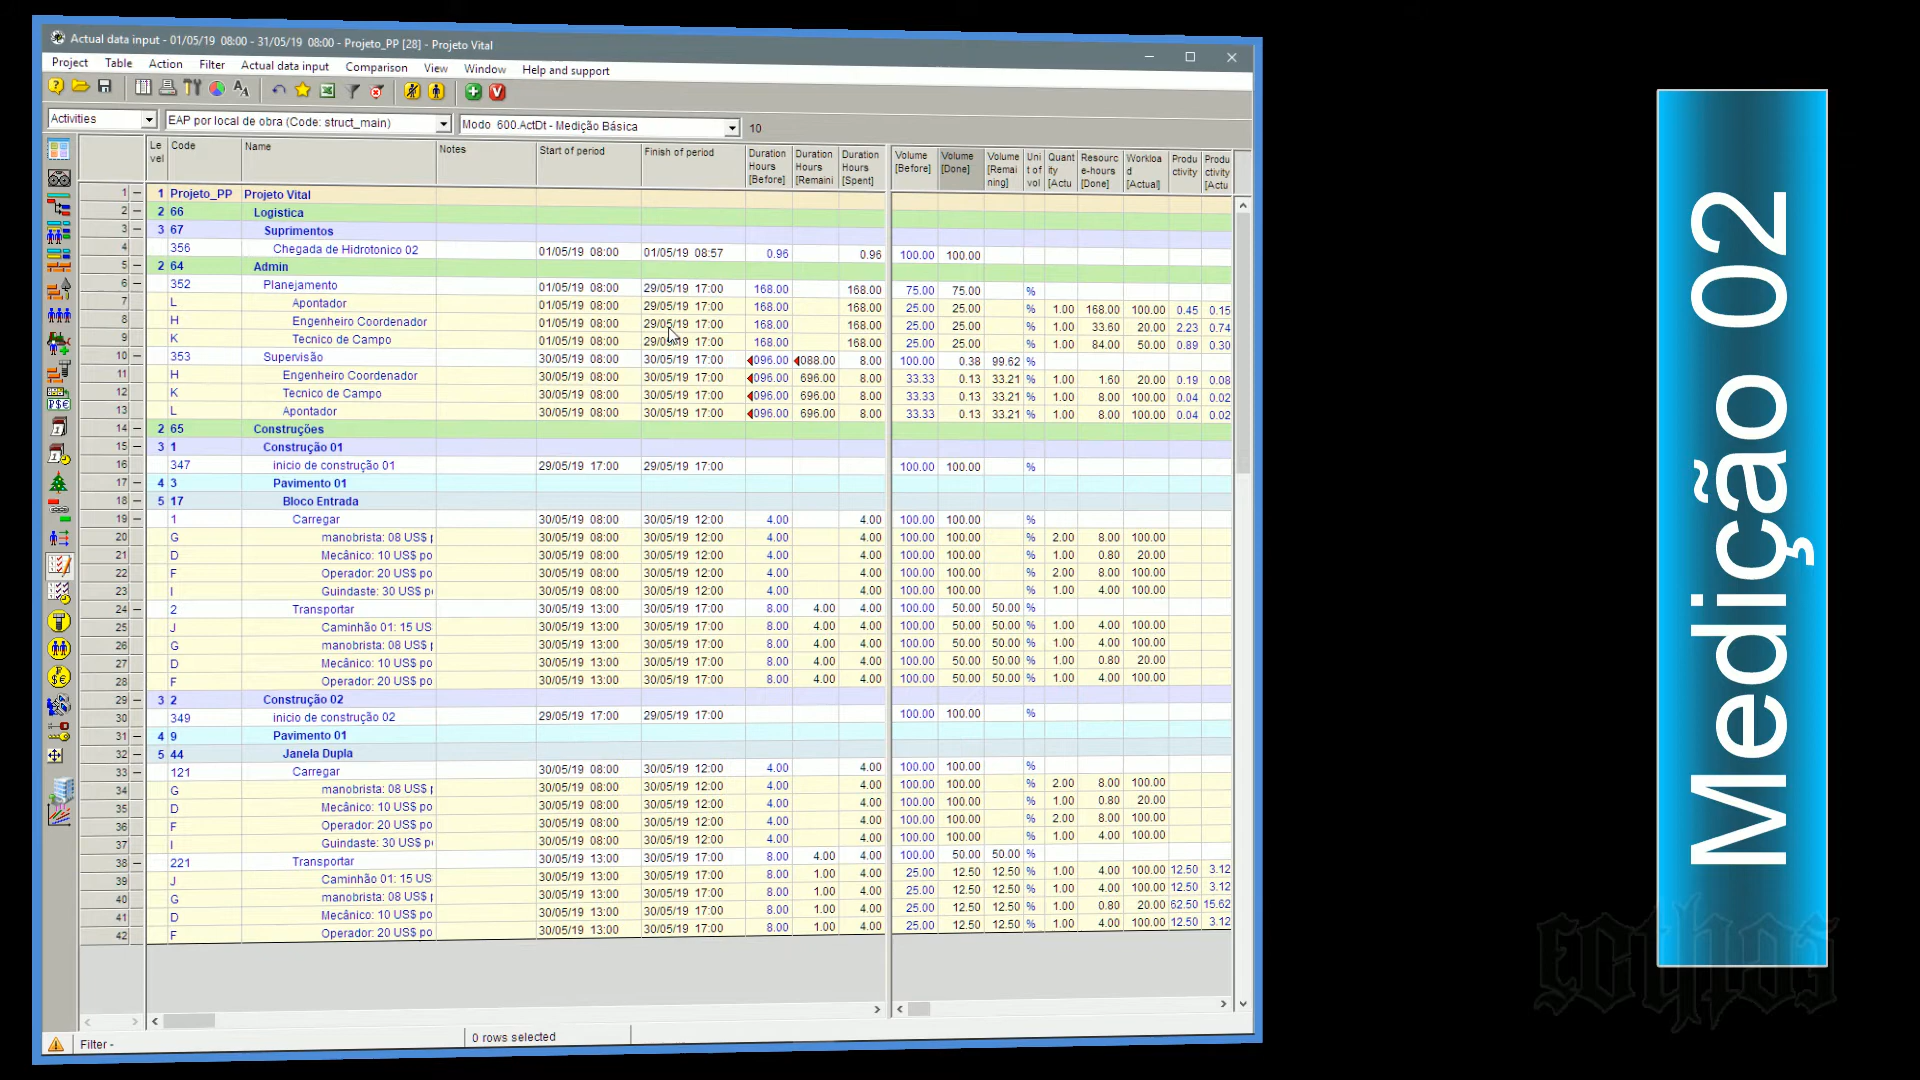 Actual data input - 01/05/19 08:00 - 31/05/19 08:00 - Projeto_PP [28] - Projeto Vital
Project Table Action Filter Actual data input Comparison View Window Help and support
Activities EAP por local de obra (Code: struct_main) Modo 600.ActDt - Medição Básica 10
Le vel Code Name Notes Start of period Finish of period Duration Hours [Before] Duration Hours [Remaini Duration Hours [Spent] Volume [Before] Volume [Done] Volume [Remai ning] Uni t of vol Quant ity [Actu Resourc e-hours [Done] Workloa d [Actual] Produ ctivity Produ ctivity [Actu
1 1 Projeto_PP Projeto Vital
2 2 66 Logistica
3 3 67 Suprimentos
4 356 Chegada de Hidrotonico 02 01/05/19 08:00 01/05/19 08:57 0.96 0.96 100.00 100.00
5 2 64 Admin
6 352 Planejamento 01/05/19 08:00 29/05/19 17:00 168.00 168.00 75.00 75.00 %
7 L Apontador 01/05/19 08:00 29/05/19 17:00 168.00 168.00 25.00 25.00 % 1.00 168.00 100.00 0.45 0.15
8 H Engenheiro Coordenador 01/05/19 08:00 29/05/19 17:00 168.00 168.00 25.00 25.00 % 1.00 33.60 20.00 2.23 0.74
9 K Tecnico de Campo 01/05/19 08:00 29/05/19 17:00 168.00 168.00 25.00 25.00 % 1.00 84.00 50.00 0.89 0.30
10 353 Supervisão 30/05/19 08:00 30/05/19 17:00 096.00 088.00 8.00 100.00 0.38 99.62 %
11 H Engenheiro Coordenador 30/05/19 08:00 30/05/19 17:00 096.00 696.00 8.00 33.33 0.13 33.21 % 1.00 1.60 20.00 0.19 0.08
12 K Tecnico de Campo 30/05/19 08:00 30/05/19 17:00 096.00 696.00 8.00 33.33 0.13 33.21 % 1.00 8.00 100.00 0.04 0.02
13 L Apontador 30/05/19 08:00 30/05/19 17:00 096.00 696.00 8.00 33.33 0.13 33.21 % 1.00 8.00 100.00 0.04 0.02
14 2 65 Construções
15 3 1 Construção 01
16 347 inicio de construção 01 29/05/19 17:00 29/05/19 17:00 100.00 100.00 %
17 4 3 Pavimento 01
18 5 17 Bloco Entrada
19 1 Carregar 30/05/19 08:00 30/05/19 12:00 4.00 4.00 100.00 100.00 %
20 G manobrista: 08 US$ p 30/05/19 08:00 30/05/19 12:00 4.00 4.00 100.00 100.00 % 2.00 8.00 100.00
21 D Mecânico: 10 US$ po 30/05/19 08:00 30/05/19 12:00 4.00 4.00 100.00 100.00 % 1.00 0.80 20.00
22 F Operador: 20 US$ po 30/05/19 08:00 30/05/19 12:00 4.00 4.00 100.00 100.00 % 2.00 8.00 100.00
23 I Guindaste: 30 US$ p 30/05/19 08:00 30/05/19 12:00 4.00 4.00 100.00 100.00 % 1.00 4.00 100.00
24 2 Transportar 30/05/19 13:00 30/05/19 17:00 8.00 4.00 4.00 100.00 50.00 50.00 %
25 J Caminhão 01: 15 US 30/05/19 13:00 30/05/19 17:00 8.00 4.00 4.00 100.00 50.00 50.00 % 1.00 4.00 100.00
26 G manobrista: 08 US$ p 30/05/19 13:00 30/05/19 17:00 8.00 4.00 4.00 100.00 50.00 50.00 % 1.00 4.00 100.00
27 D Mecânico: 10 US$ po 30/05/19 13:00 30/05/19 17:00 8.00 4.00 4.00 100.00 50.00 50.00 % 1.00 0.80 20.00
28 F Operador: 20 US$ po 30/05/19 13:00 30/05/19 17:00 8.00 4.00 4.00 100.00 50.00 50.00 % 1.00 4.00 100.00
29 3 2 Construção 02
30 349 inicio de construção 02 29/05/19 17:00 29/05/19 17:00 100.00 100.00 %
31 4 9 Pavimento 01
32 5 44 Janela Dupla
33 121 Carregar 30/05/19 08:00 30/05/19 12:00 4.00 4.00 100.00 100.00 %
34 G manobrista: 08 US$ p 30/05/19 08:00 30/05/19 12:00 4.00 4.00 100.00 100.00 % 2.00 8.00 100.00
35 D Mecânico: 10 US$ po 30/05/19 08:00 30/05/19 12:00 4.00 4.00 100.00 100.00 % 1.00 0.80 20.00
36 F Operador: 20 US$ po 30/05/19 08:00 30/05/19 12:00 4.00 4.00 100.00 100.00 % 2.00 8.00 100.00
37 I Guindaste: 30 US$ p 30/05/19 08:00 30/05/19 12:00 4.00 4.00 100.00 100.00 % 1.00 4.00 100.00
38 221 Transportar 30/05/19 13:00 30/05/19 17:00 8.00 4.00 4.00 100.00 50.00 50.00 %
39 J Caminhão 01: 15 US 30/05/19 13:00 30/05/19 17:00 8.00 1.00 4.00 25.00 12.50 12.50 % 1.00 4.00 100.00 12.50 3.12
40 G manobrista: 08 US$ p 30/05/19 13:00 30/05/19 17:00 8.00 1.00 4.00 25.00 12.50 12.50 % 1.00 4.00 100.00 12.50 3.12
41 D Mecânico: 10 US$ po 30/05/19 13:00 30/05/19 17:00 8.00 1.00 4.00 25.00 12.50 12.50 % 1.00 0.80 20.00 62.50 15.62
42 F Operador: 20 US$ po 30/05/19 13:00 30/05/19 17:00 8.00 1.00 4.00 25.00 12.50 12.50 % 1.00 4.00 100.00 12.50 3.12
Filter - 0 rows selected
Medição 02